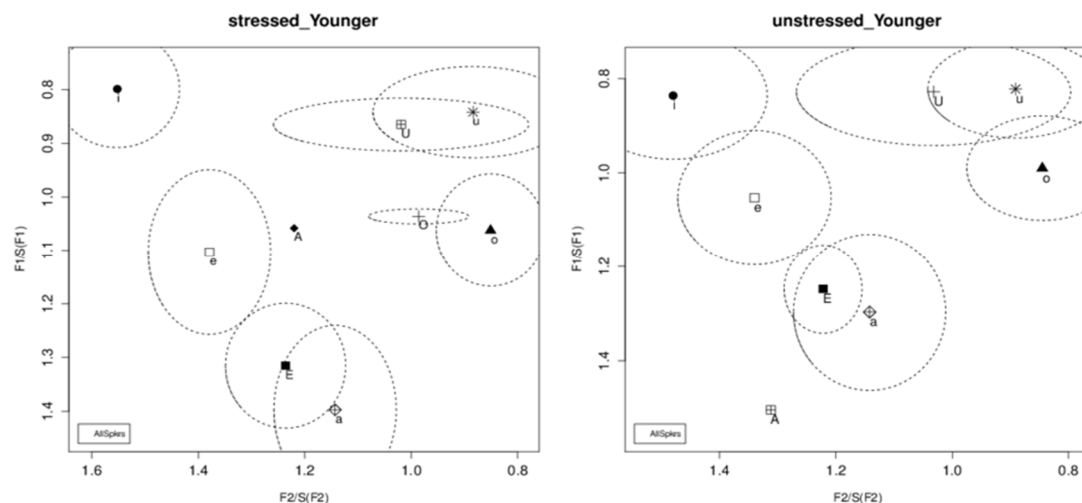 stressed_Younger
unstressed_Younger
F1/S(F1)
0.8
0.9
1.0
1.1
1.2
1.3
1.4
i
U
u
e
A
O
o
E
a
AllSpkrs
1.6
1.4
1.2
1.0
0.8
F2/S(F2)
F1/S(F1)
0.8
1.0
1.2
1.4
i
U
u
e
o
E
a
A
AllSpkrs
1.4
1.2
1.0
0.8
F2/S(F2)